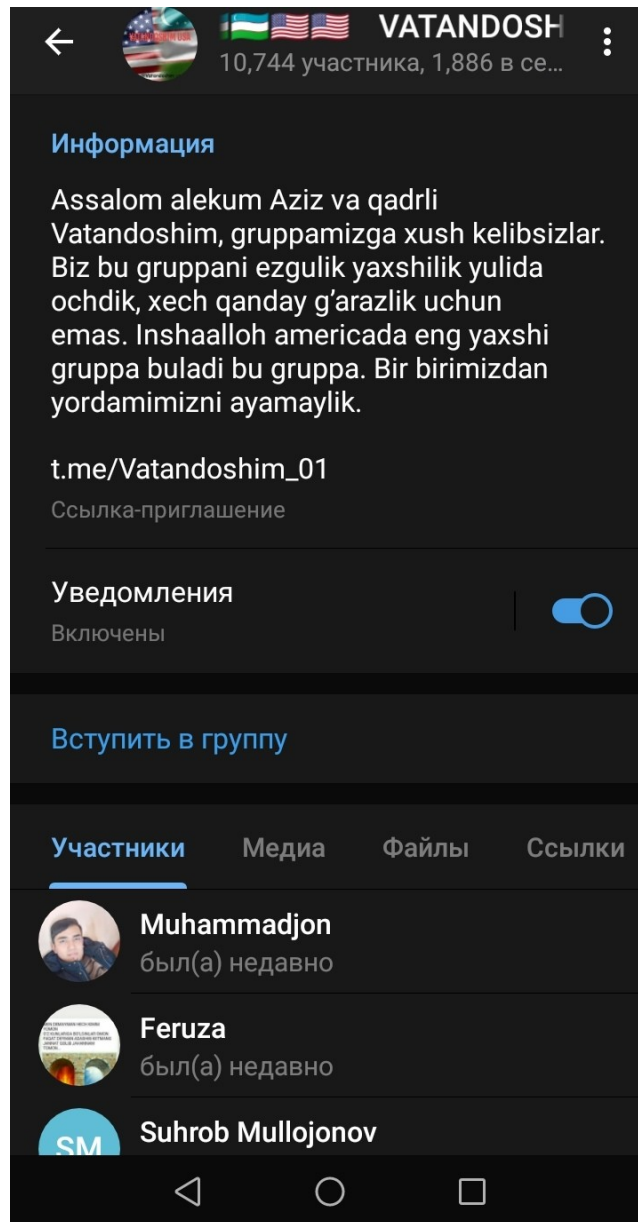 VATANDOSH
10,744 участника, 1,886 в се...
Информация
Assalom alekum Aziz va qadrli
Vatandoshim, gruppamizga xush kelibsizlar.
Biz bu gruppani ezgulik yaxshilik yulida
ochdik, xech qanday g'arazlik uchun
emas. Inshaalloh americada eng yaxshi
gruppa buladi bu gruppa. Bir birimizdan
yordamimizni ayamaylik.
t.me/Vatandoshim_01
Ссылка-приглашение
Уведомления
Включены
Вступить в группу
Участники Медиа Файлы Ссылки
Muhammadjon
был(а) недавно
Feruza
был(а) недавно
SM
Suhrob Mullojonov